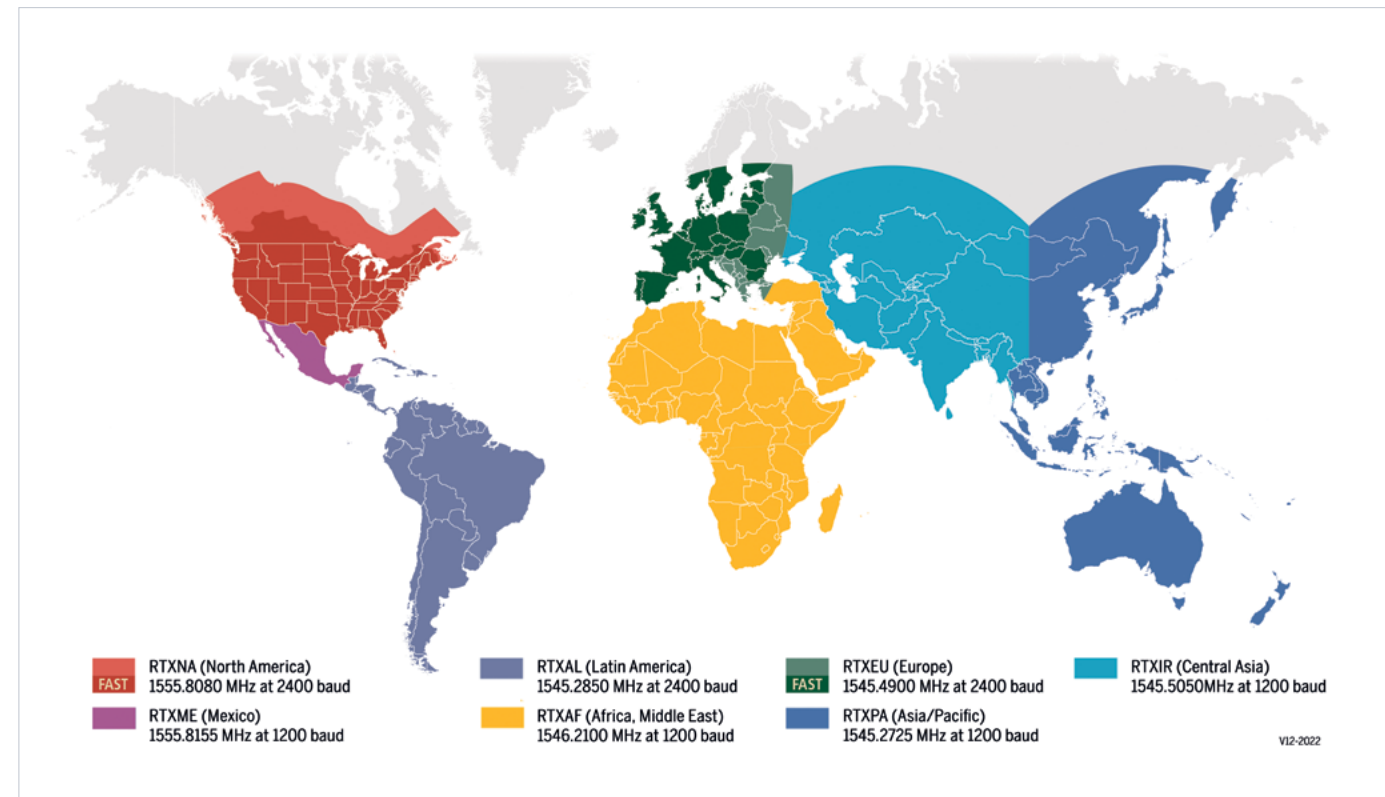 RTXNA (North America)
FAST
1555.8080 MHz at 2400 baud
RTXME (Mexico)
1555.8155 MHz at 1200 baud
RTXAL (Latin America)
1545.2850 MHz at 2400 baud
RTXAF (Africa, Middle East)
1546.2100 MHz at 1200 baud
RTXEU (Europe)
FAST
1545.4900 MHz at 2400 baud
RTXPA (Asia/Pacific)
1545.2725 MHz at 1200 baud
RTXIR (Central Asia)
1545.5050MHz at 1200 baud
V12-2022